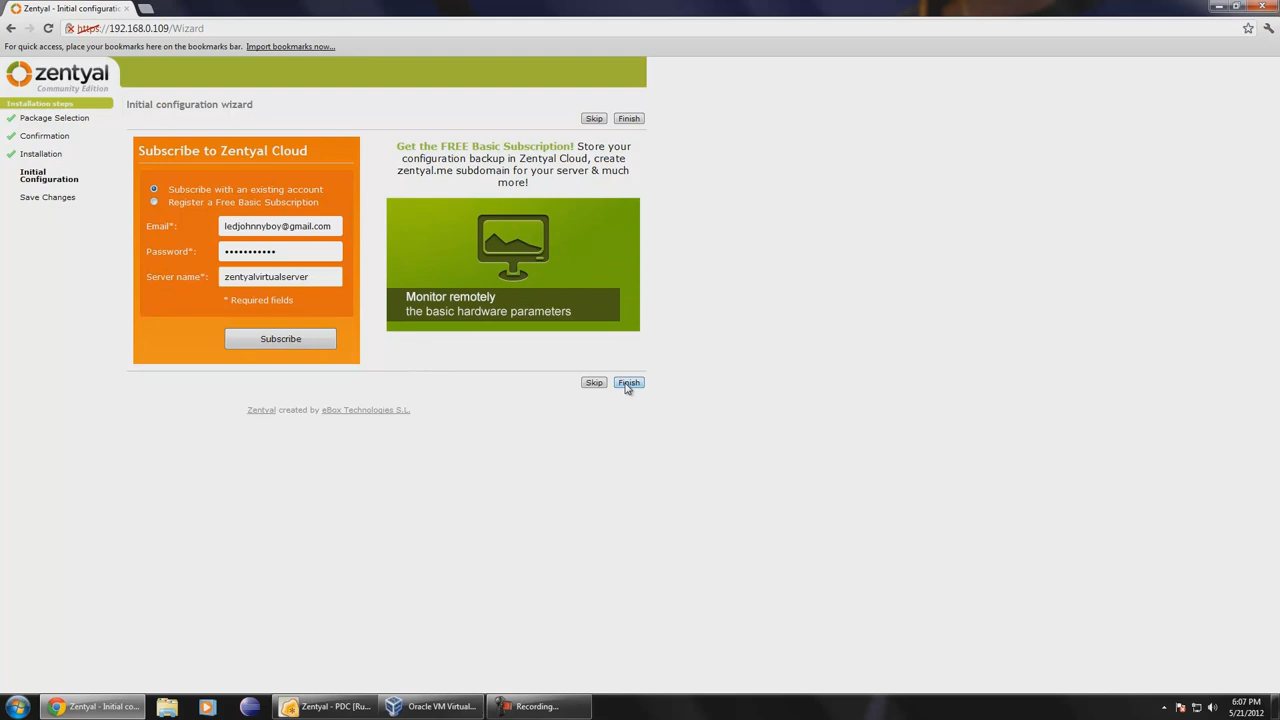 Zentyal - Initial configuratic
https://192.168.0.109/Wizard
For quick access, place your bookmarks here on the bookmarks bar. Import bookmarks now...
zentyal
Community Edition
Installation steps
Package Selection
Confirmation
Installation
Initial
Configuration
Save Changes
Initial configuration wizard
Skip
Finish
Subscribe to Zentyal Cloud
Subscribe with an existing account
Register a Free Basic Subscription
Email*:
ledjohnnyboy@gmail.com
Password*:
•••••••••••
Server name*:
zentyalvirtualserver
* Required fields
Subscribe
Get the FREE Basic Subscription! Store your
configuration backup in Zentyal Cloud, create
zentyal.me subdomain for your server & much
more!
Monitor remotely
the basic hardware parameters
Skip
Finish
Zentyal created by eBox Technologies S.L.
Zentyal - Initial co...
Zentyal - PDC [Ru...
Oracle VM Virtual...
Recording...
6:07 PM
5/21/2012